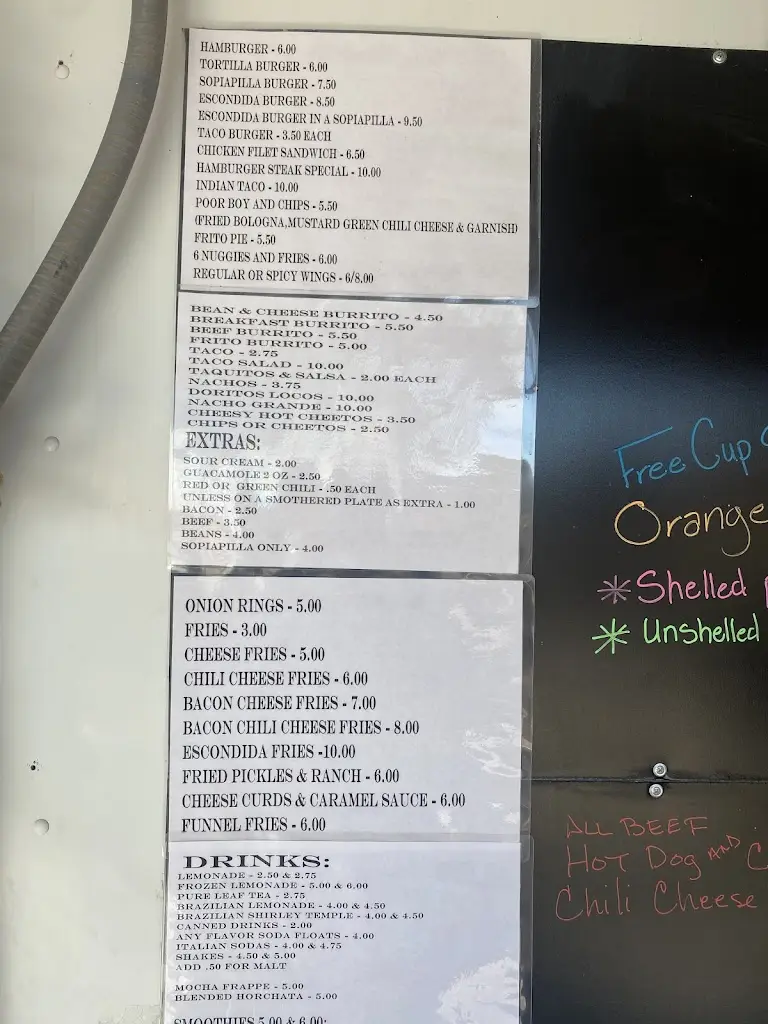 HAMBURGER - 6.00
TORTILLA BURGER - 6.00
SOPIAPILLA BURGER - 7.50
ESCONDIDA BURGER - 8.50
ESCONDIDA BURGER IN A SOPIAPILLA - 9.50
TACO BURGER - 3.50 EACH
CHICKEN FILET SANDWICH - 6.50
HAMBURGER STEAK SPECIAL - 10.00
INDIAN TACO - 10.00
POOR BOY AND CHIPS - 5.50
(FRIED BOLOGNA,MUSTARD GREEN CHILI CHEESE & GARNISH)
FRITO PIE - 5.50
6 NUGGIES AND FRIES - 6.00
REGULAR OR SPICY WINGS - 6/8.00
BEAN & CHEESE BURRITO - 4.50
BREAKFAST BURRITO - 5.50
BEEF BURRITO - 5.50
FRITO BURRITO - 5.00
TACO - 2.75
TACO SALAD - 10.00
TAQUITOS & SALSA - 2.00 EACH
NACHOS - 3.75
DORITOS LOCOS - 10.00
NACHO GRANDE - 10.00
CHEESY HOT CHEETOS - 3.50
CHIPS OR CHEETOS - 2.50
EXTRAS:
SOUR CREAM - 2.00
GUACAMOLE 2 OZ - 2.50
RED OR GREEN CHILI - .50 EACH
UNLESS ON A SMOTHERED PLATE AS EXTRA - 1.00
BACON - 2.50
BEEF - 3.50
BEANS - 4.00
SOPIAPILLA ONLY - 4.00
ONION RINGS - 5.00
FRIES - 3.00
CHEESE FRIES - 5.00
CHILI CHEESE FRIES - 6.00
BACON CHEESE FRIES - 7.00
BACON CHILI CHEESE FRIES - 8.00
ESCONDIDA FRIES -10.00
FRIED PICKLES & RANCH - 6.00
CHEESE CURDS & CARAMEL SAUCE - 6.00
FUNNEL FRIES - 6.00
DRINKS:
LEMONADE - 2.50 & 2.75
FROZEN LEMONADE - 5.00 & 6.00
PURE LEAF TEA - 2.75
BRAZILIAN LEMONADE - 4.00 & 4.50
BRAZILIAN SHIRLEY TEMPLE - 4.00 & 4.50
CANNED DRINKS - 2.00
ANY FLAVOR SODA FLOATS - 4.00
ITALIAN SODAS - 4.00 & 4.75
SHAKES - 4.50 & 5.00
ADD .50 FOR MALT
MOCHA FRAPPE - 5.00
BLENDED HORCHATA - 5.00
SMOOTHIES 5.00 & 6.00:
Free Cup
Orange
*Shelled
*Unshelled
ALL BEEF
HOT DOG AND
Chili Cheese